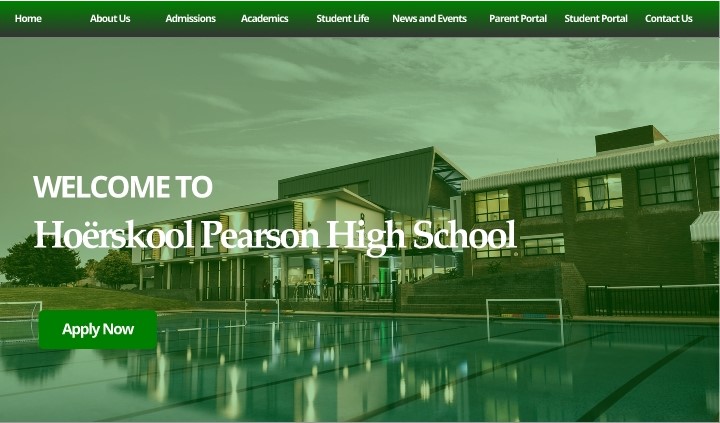 Home About Us Admissions Academics Student Life News and Events Parent Portal Student Portal Contact Us
WELCOME TO
Hoërskool Pearson High School
Apply Now